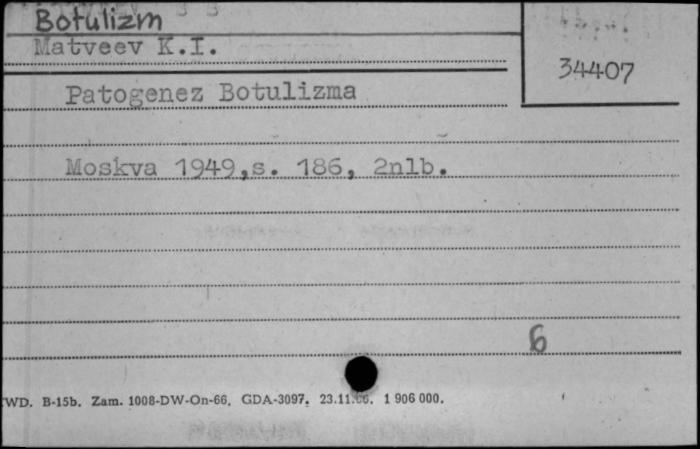 Botulizm
Matveev K.I.
34407
Patogenez Botulizma
Moskva 1949,s. 186, 2nlb.
6
WD. B-15b. Zam. 1008-DW-On-66. GDA-3097. 23.11.66. 1 906 000.